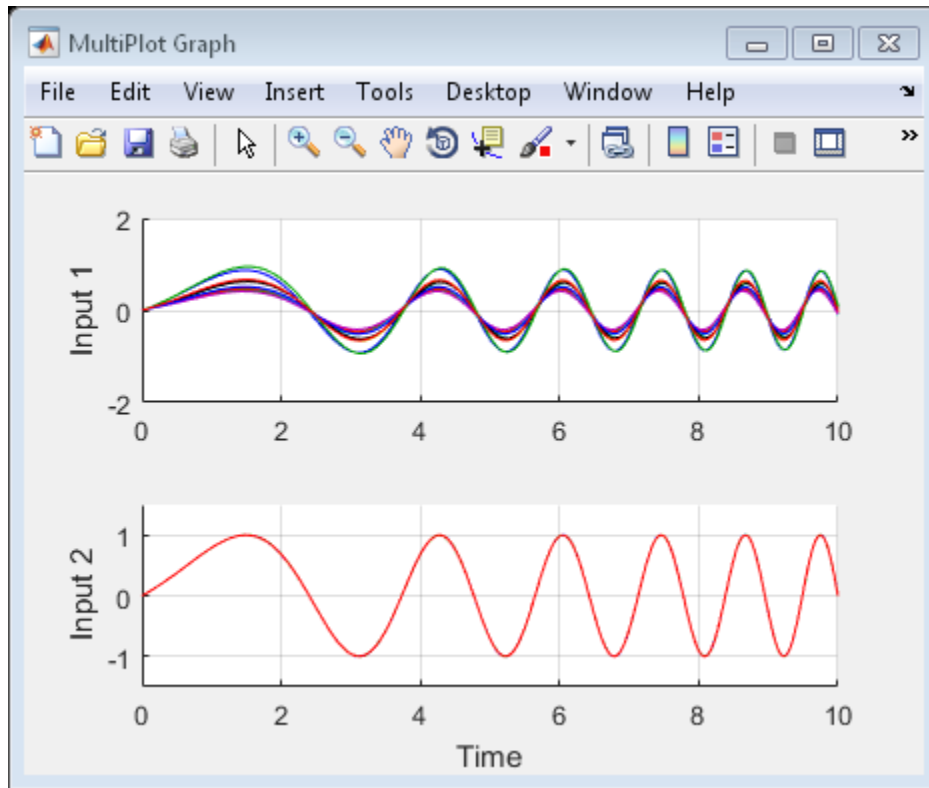 MultiPlot Graph
File Edit View Insert Tools Desktop Window Help
2
0
-2
Input 1
0 2 4 6 8 10
1
0
-1
Input 2
0 2 4 6 8 10
Time